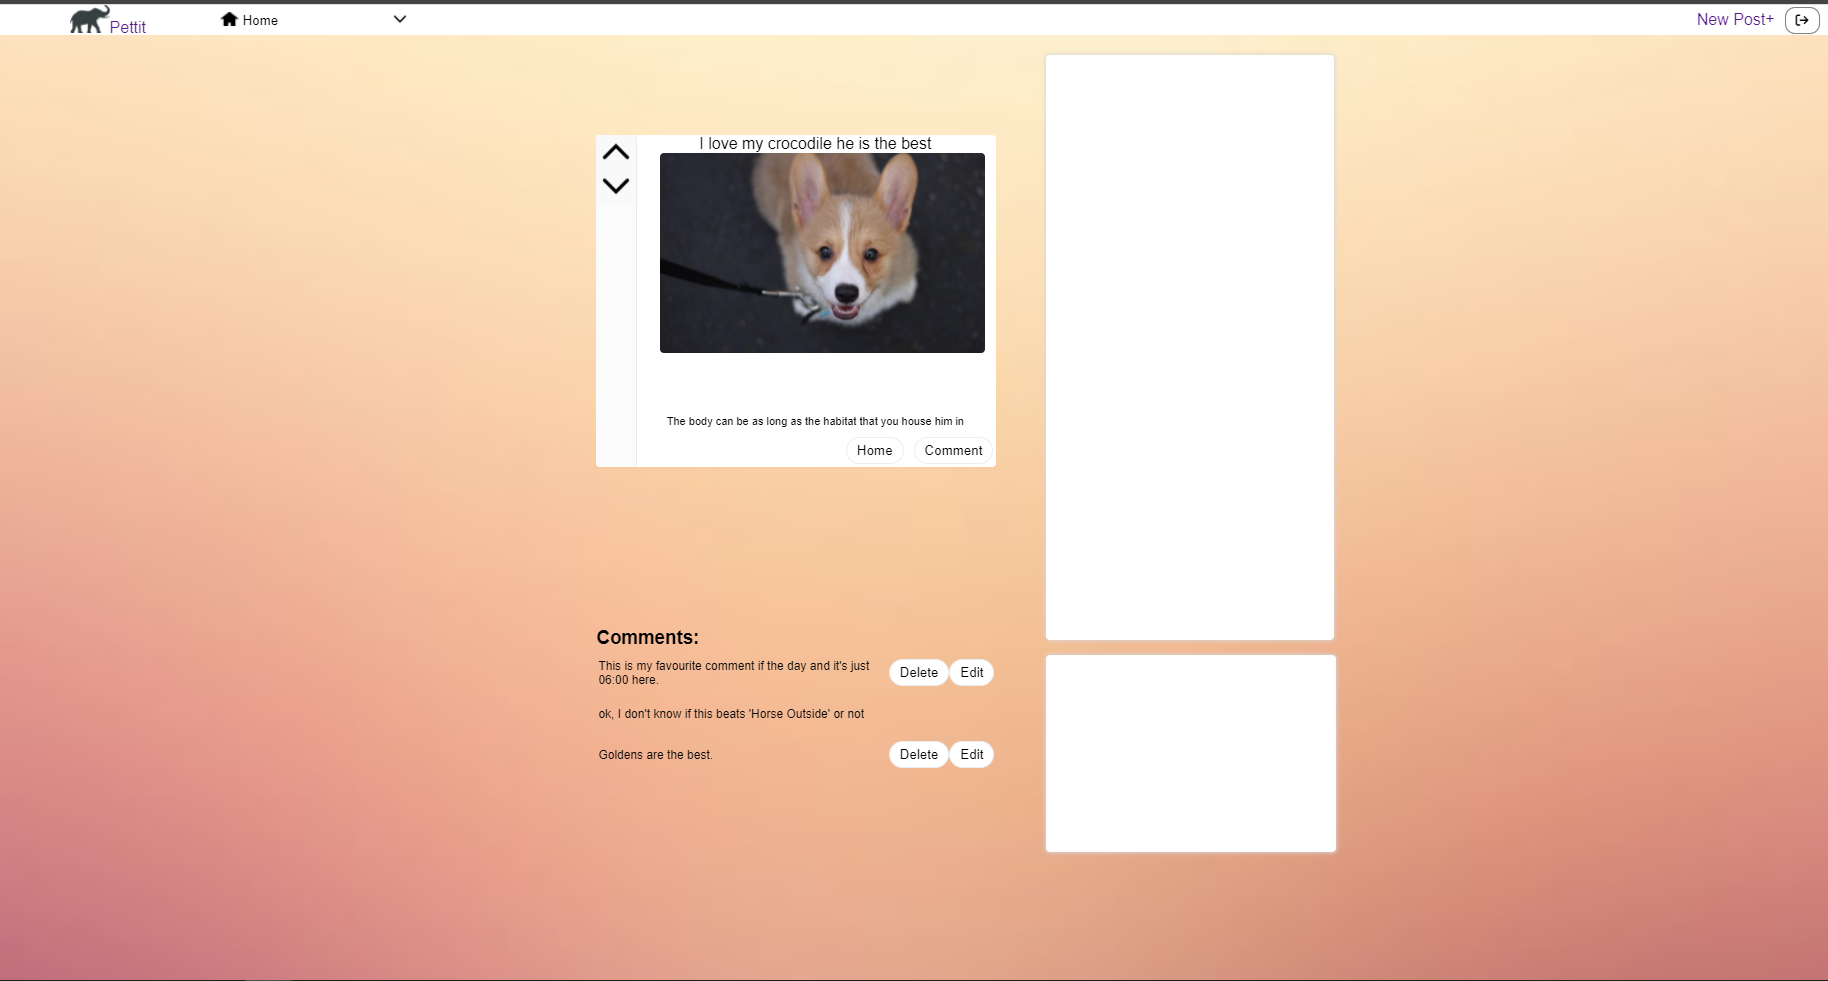 Pettit
Home
New Post+
I love my crocodile he is the best
The body can be as long as the habitat that you house him in
Home
Comment
Comments:
This is my favourite comment if the day and it's just
06:00 here.
Delete
Edit
ok, I don't know if this beats 'Horse Outside' or not
Goldens are the best.
Delete
Edit